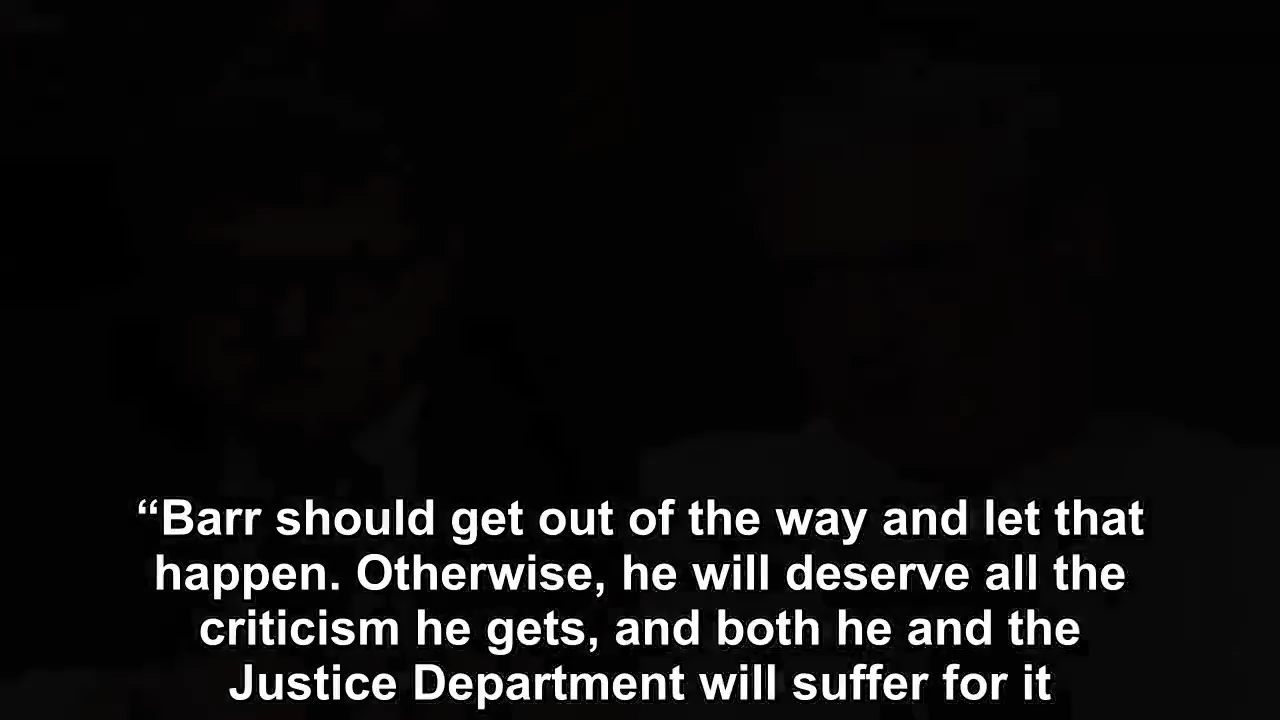 “Barr should get out of the way and let that
happen. Otherwise, he will deserve all the
criticism he gets, and both he and the
Justice Department will suffer for it